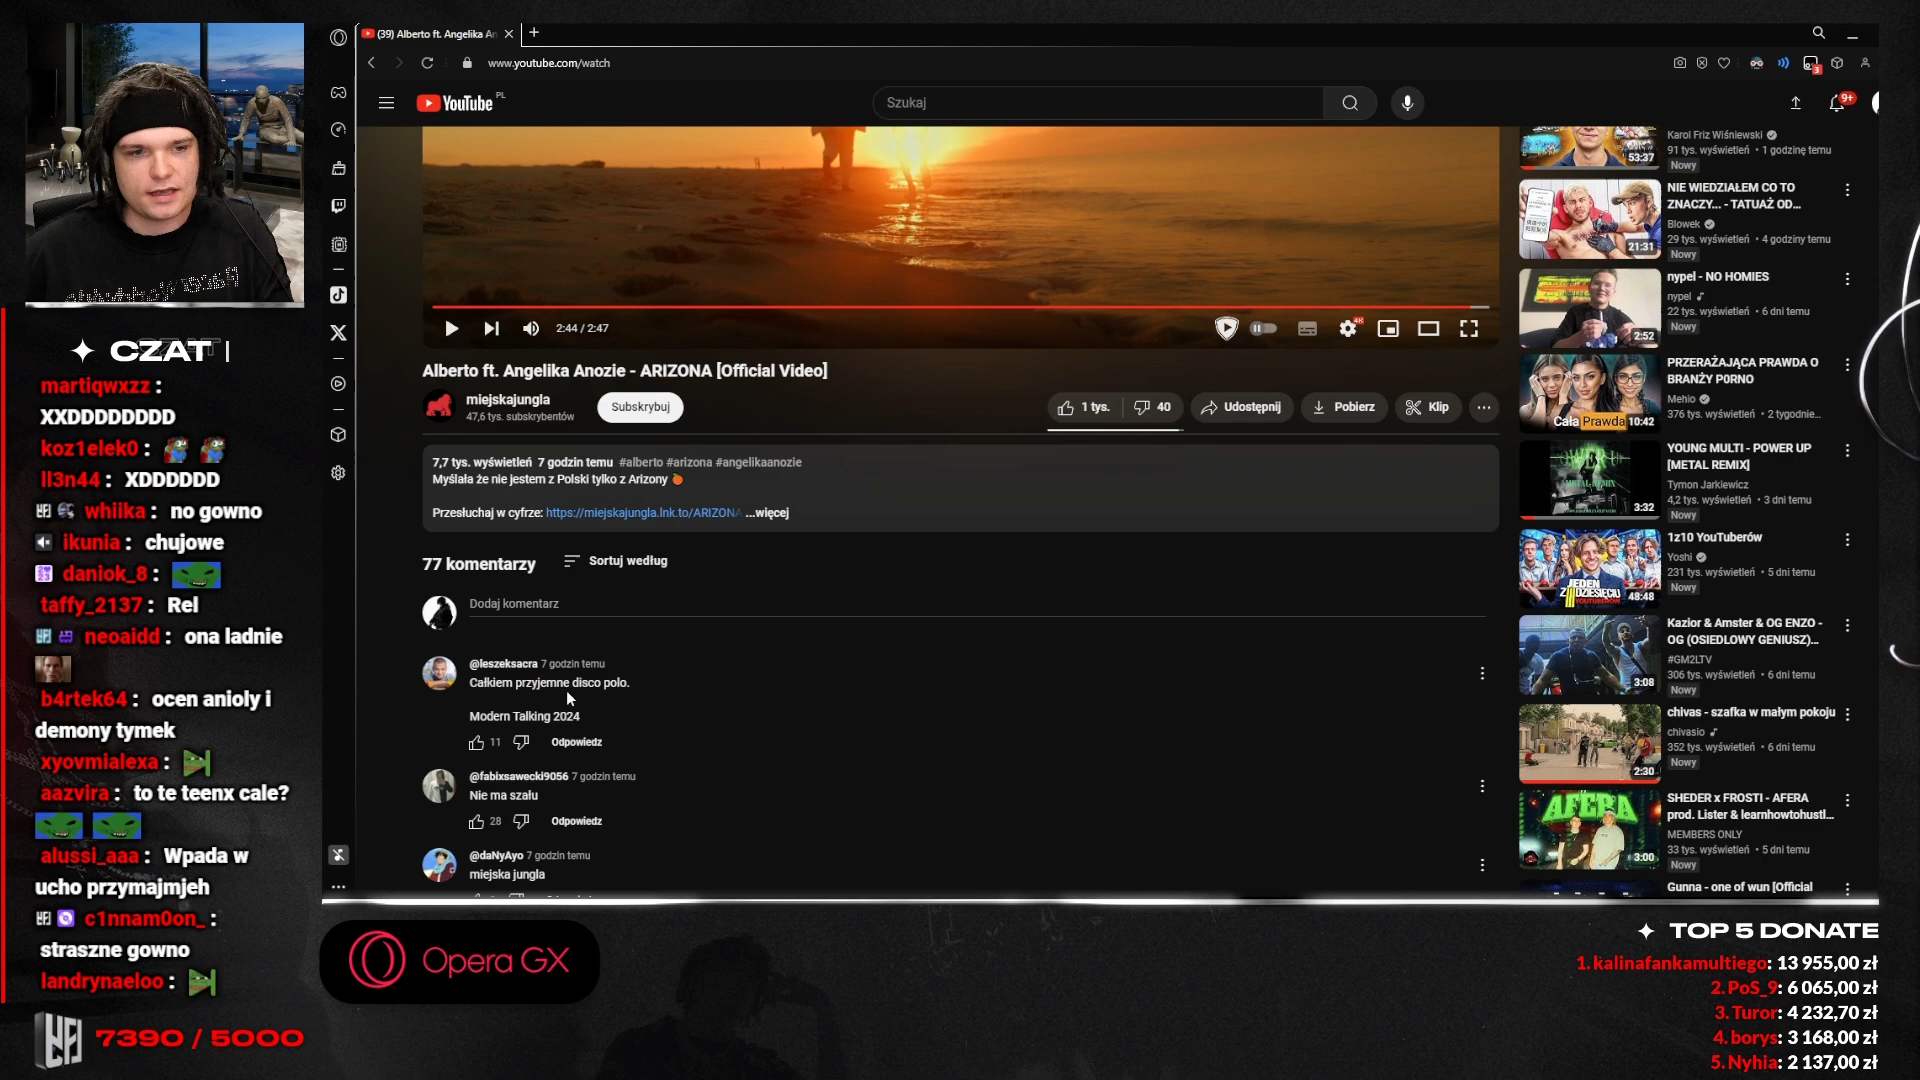 (39) Alberto ft. Angelika An
www.youtube.com/watch
3
YouTube PL
Szukaj
9+
2:44 / 2:47
Alberto ft. Angelika Anozie - ARIZONA [Official Video]
miejskajungla
47,6 tys. subskrybentów
Subskrybuj
1 tys.
40
Udostępnij
Pobierz
Klip
7,7 tys. wyświetleń 7 godzin temu #alberto #arizona #angelikaanozie
Myślała że nie jestem z Polski tylko z Arizony 🍑
Przesłuchaj w cyfrze: https://miejskajungla.lnk.to/ARIZONA ...więcej
77 komentarzy
Sortuj według
Dodaj komentarz
@leszeksacra 7 godzin temu
Całkiem przyjemne disco polo.
Modern Talking 2024
11
Odpowiedz
@fabixsawecki9056 7 godzin temu
Nie ma szału
28
Odpowiedz
@daNyAyo 7 godzin temu
miejska jungla
Karol Friz Wiśniewski
91 tys. wyświetleń • 1 godzinę temu
Nowy
53:37
NIE WIEDZIAŁEM CO TO
ZNACZY... - TATUAŻ OD...
Blowek
29 tys. wyświetleń • 4 godziny temu
Nowy
21:31
nypel - NO HOMIES
nypel
22 tys. wyświetleń • 6 dni temu
Nowy
2:52
PRZERAŻAJĄCA PRAWDA O
BRANŻY P0RNO
Mehio
376 tys. wyświetleń • 2 tygodnie...
Cała Prawda 10:42
YOUNG MULTI - POWER UP
[METAL REMIX]
Tymon Jarkiewicz
4,2 tys. wyświetleń • 3 dni temu
Nowy
3:32
1z10 YouTuberów
Yoshi
231 tys. wyświetleń • 5 dni temu
Nowy
JEDEN
Z DZIESIĘCIU
YOUTUBERÓW
48:48
Kazior & Amster & OG ENZO -
OG (OSIEDLOWY GENIUSZ)...
#GM2LTV
306 tys. wyświetleń • 6 dni temu
Nowy
3:08
chivas - szafka w małym pokoju
chivasio
352 tys. wyświetleń • 6 dni temu
Nowy
2:30
SHEDER x FROSTI - AFERA
prod. Lister & learnhowtohustl...
MEMBERS ONLY
33 tys. wyświetleń • 5 dni temu
Nowy
AFERA
3:00
Gunna - one of wun [Official
CZAT
martiqwxzz :
XXDDDDDDDD
koz1elek0 :
ll3n44 : XDDDDDD
whiika : no gowno
ikunia : chujowe
daniok_8 :
taffy_2137 : Rel
neoaidd : ona ladnie
b4rtek64 : ocen anioly i
demony tymek
xyovmialexa :
aazvira : to te teenx cale?
alussi_aaa : Wpada w
ucho przymajmjeh
c1nnam0on_ :
straszne gowno
landrynaeloo :
7390 / 5000
Opera GX
TOP 5 DONATE
1. kalinafankamultiego: 13 955,00 zł
2. PoS_9: 6 065,00 zł
3. Turor: 4 232,70 zł
4. borys: 3 168,00 zł
5. Nyhia: 2 137,00 zł